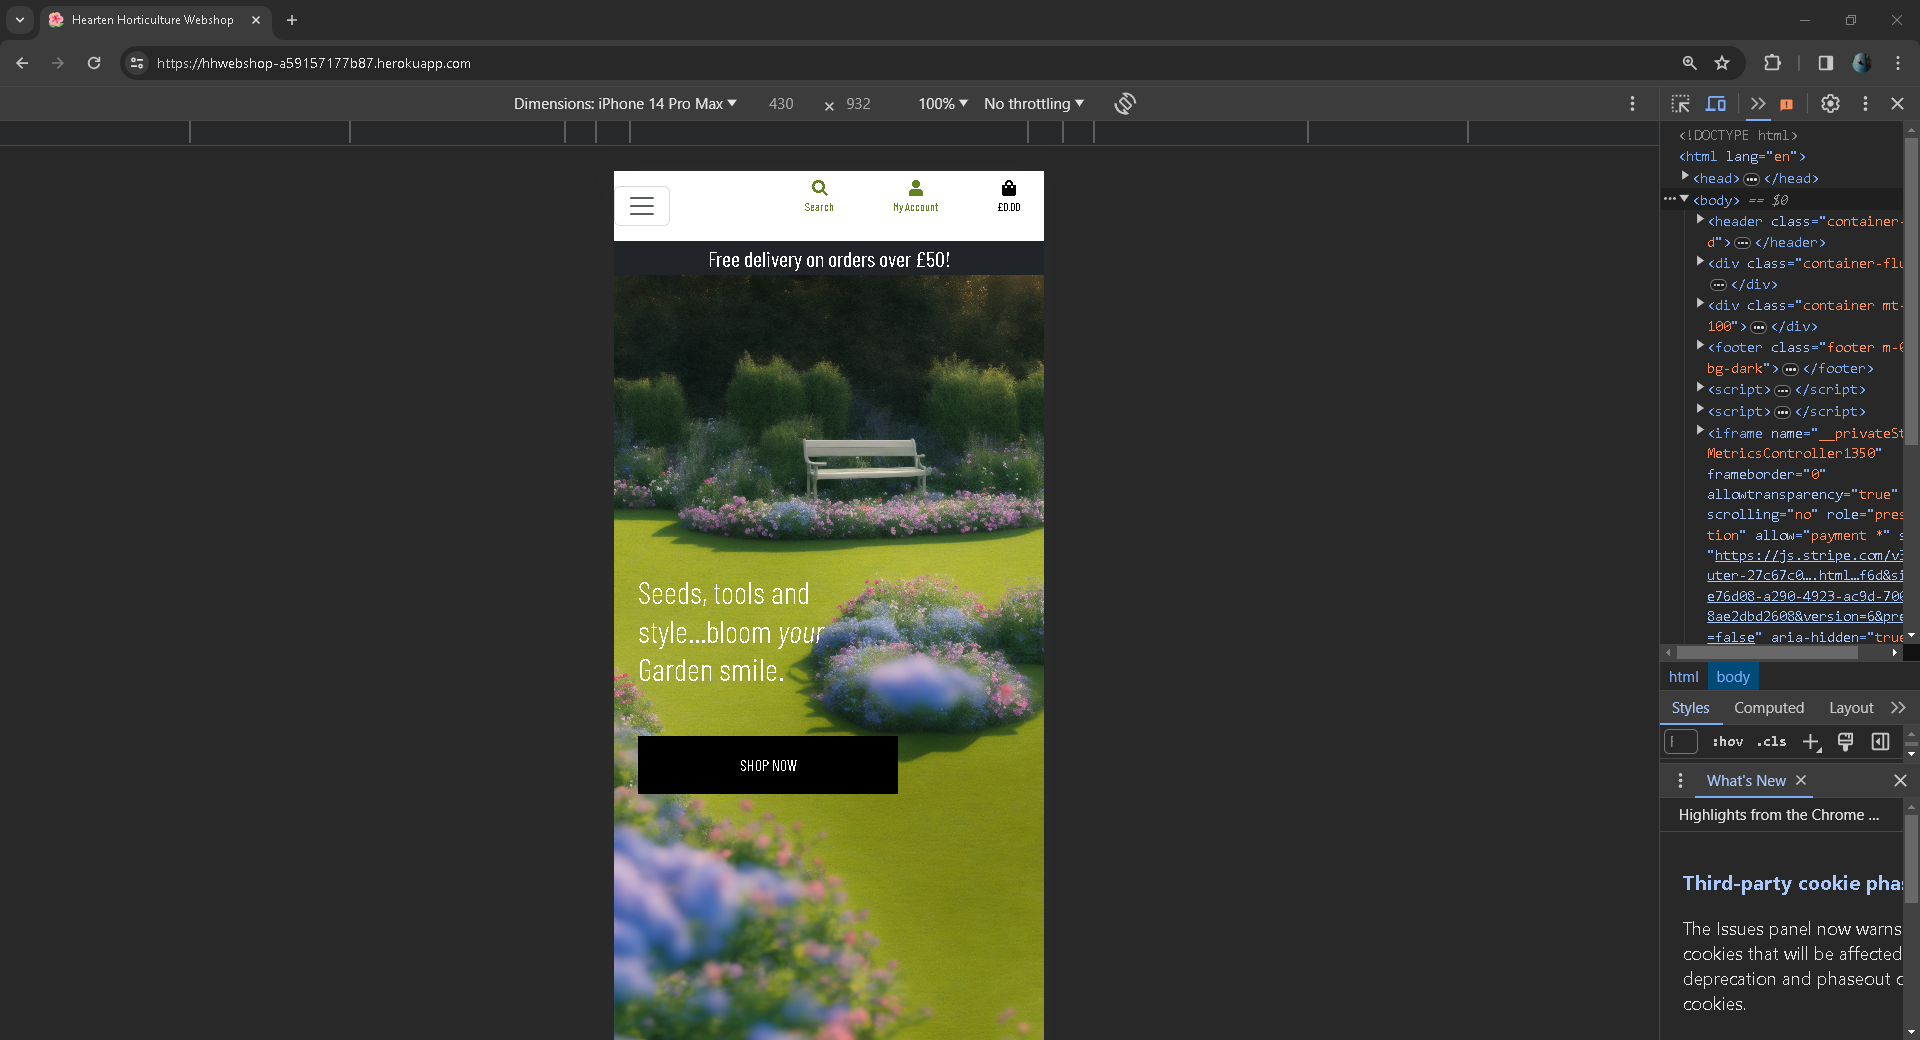 Hearten Horticulture Webshop
https://hhwebshop-a59157177b87.herokuapp.com
Dimensions: iPhone 14 Pro Max 430 × 932 100% No throttling
Search
My Account
£0.00
Free delivery on orders over £50!
Seeds, tools and
style...bloom your
Garden smile.
SHOP NOW
<!DOCTYPE html>
<html lang="en">
<head> ••• </head>
••• <body> == $0
<header class="container-
d"> ••• </header>
<div class="container-flu
••• </div>
<div class="container mt-
100"> ••• </div>
<footer class="footer m-0
bg-dark"> ••• </footer>
<script> ••• </script>
<script> ••• </script>
<iframe name="__privateSt
MetricsController1350"
frameborder="0"
allowtransparency="true"
scrolling="no" role="pres
tion" allow="payment *" s
"https://js.stripe.com/v3
uter-27c67c0….html…f6d&si
e76d08-a290-4923-ac9d-706
8ae2dbd2608&version=6&pre
=false" aria-hidden="true
html body
Styles Computed Layout
:hov .cls
What's New
Highlights from the Chrome ...
Third-party cookie phas
The Issues panel now warns
cookies that will be affected
deprecation and phaseout o
cookies.